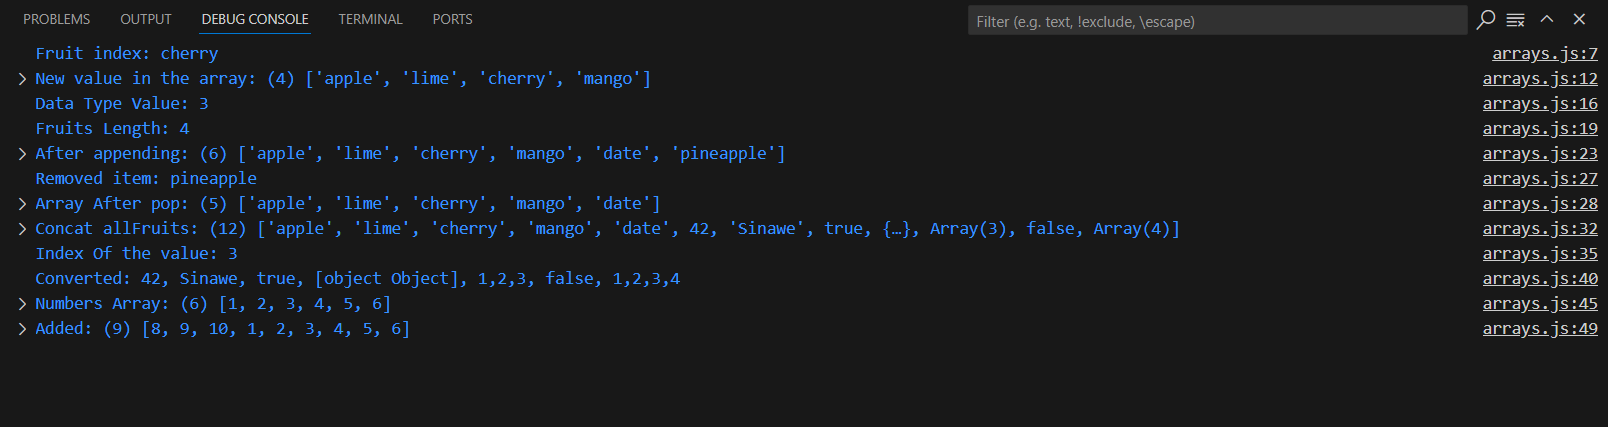 PROBLEMS OUTPUT DEBUG CONSOLE TERMINAL PORTS Filter (e.g. text, !exclude, \escape)
Fruit index: cherry arrays.js:7
New value in the array: (4) ['apple', 'lime', 'cherry', 'mango'] arrays.js:12
Data Type Value: 3 arrays.js:16
Fruits Length: 4 arrays.js:19
After appending: (6) ['apple', 'lime', 'cherry', 'mango', 'date', 'pineapple'] arrays.js:23
Removed item: pineapple arrays.js:27
Array After pop: (5) ['apple', 'lime', 'cherry', 'mango', 'date'] arrays.js:28
Concat allFruits: (12) ['apple', 'lime', 'cherry', 'mango', 'date', 42, 'Sinawe', true, {…}, Array(3), false, Array(4)] arrays.js:32
Index Of the value: 3 arrays.js:35
Converted: 42, Sinawe, true, [object Object], 1,2,3, false, 1,2,3,4 arrays.js:40
Numbers Array: (6) [1, 2, 3, 4, 5, 6] arrays.js:45
Added: (9) [8, 9, 10, 1, 2, 3, 4, 5, 6] arrays.js:49